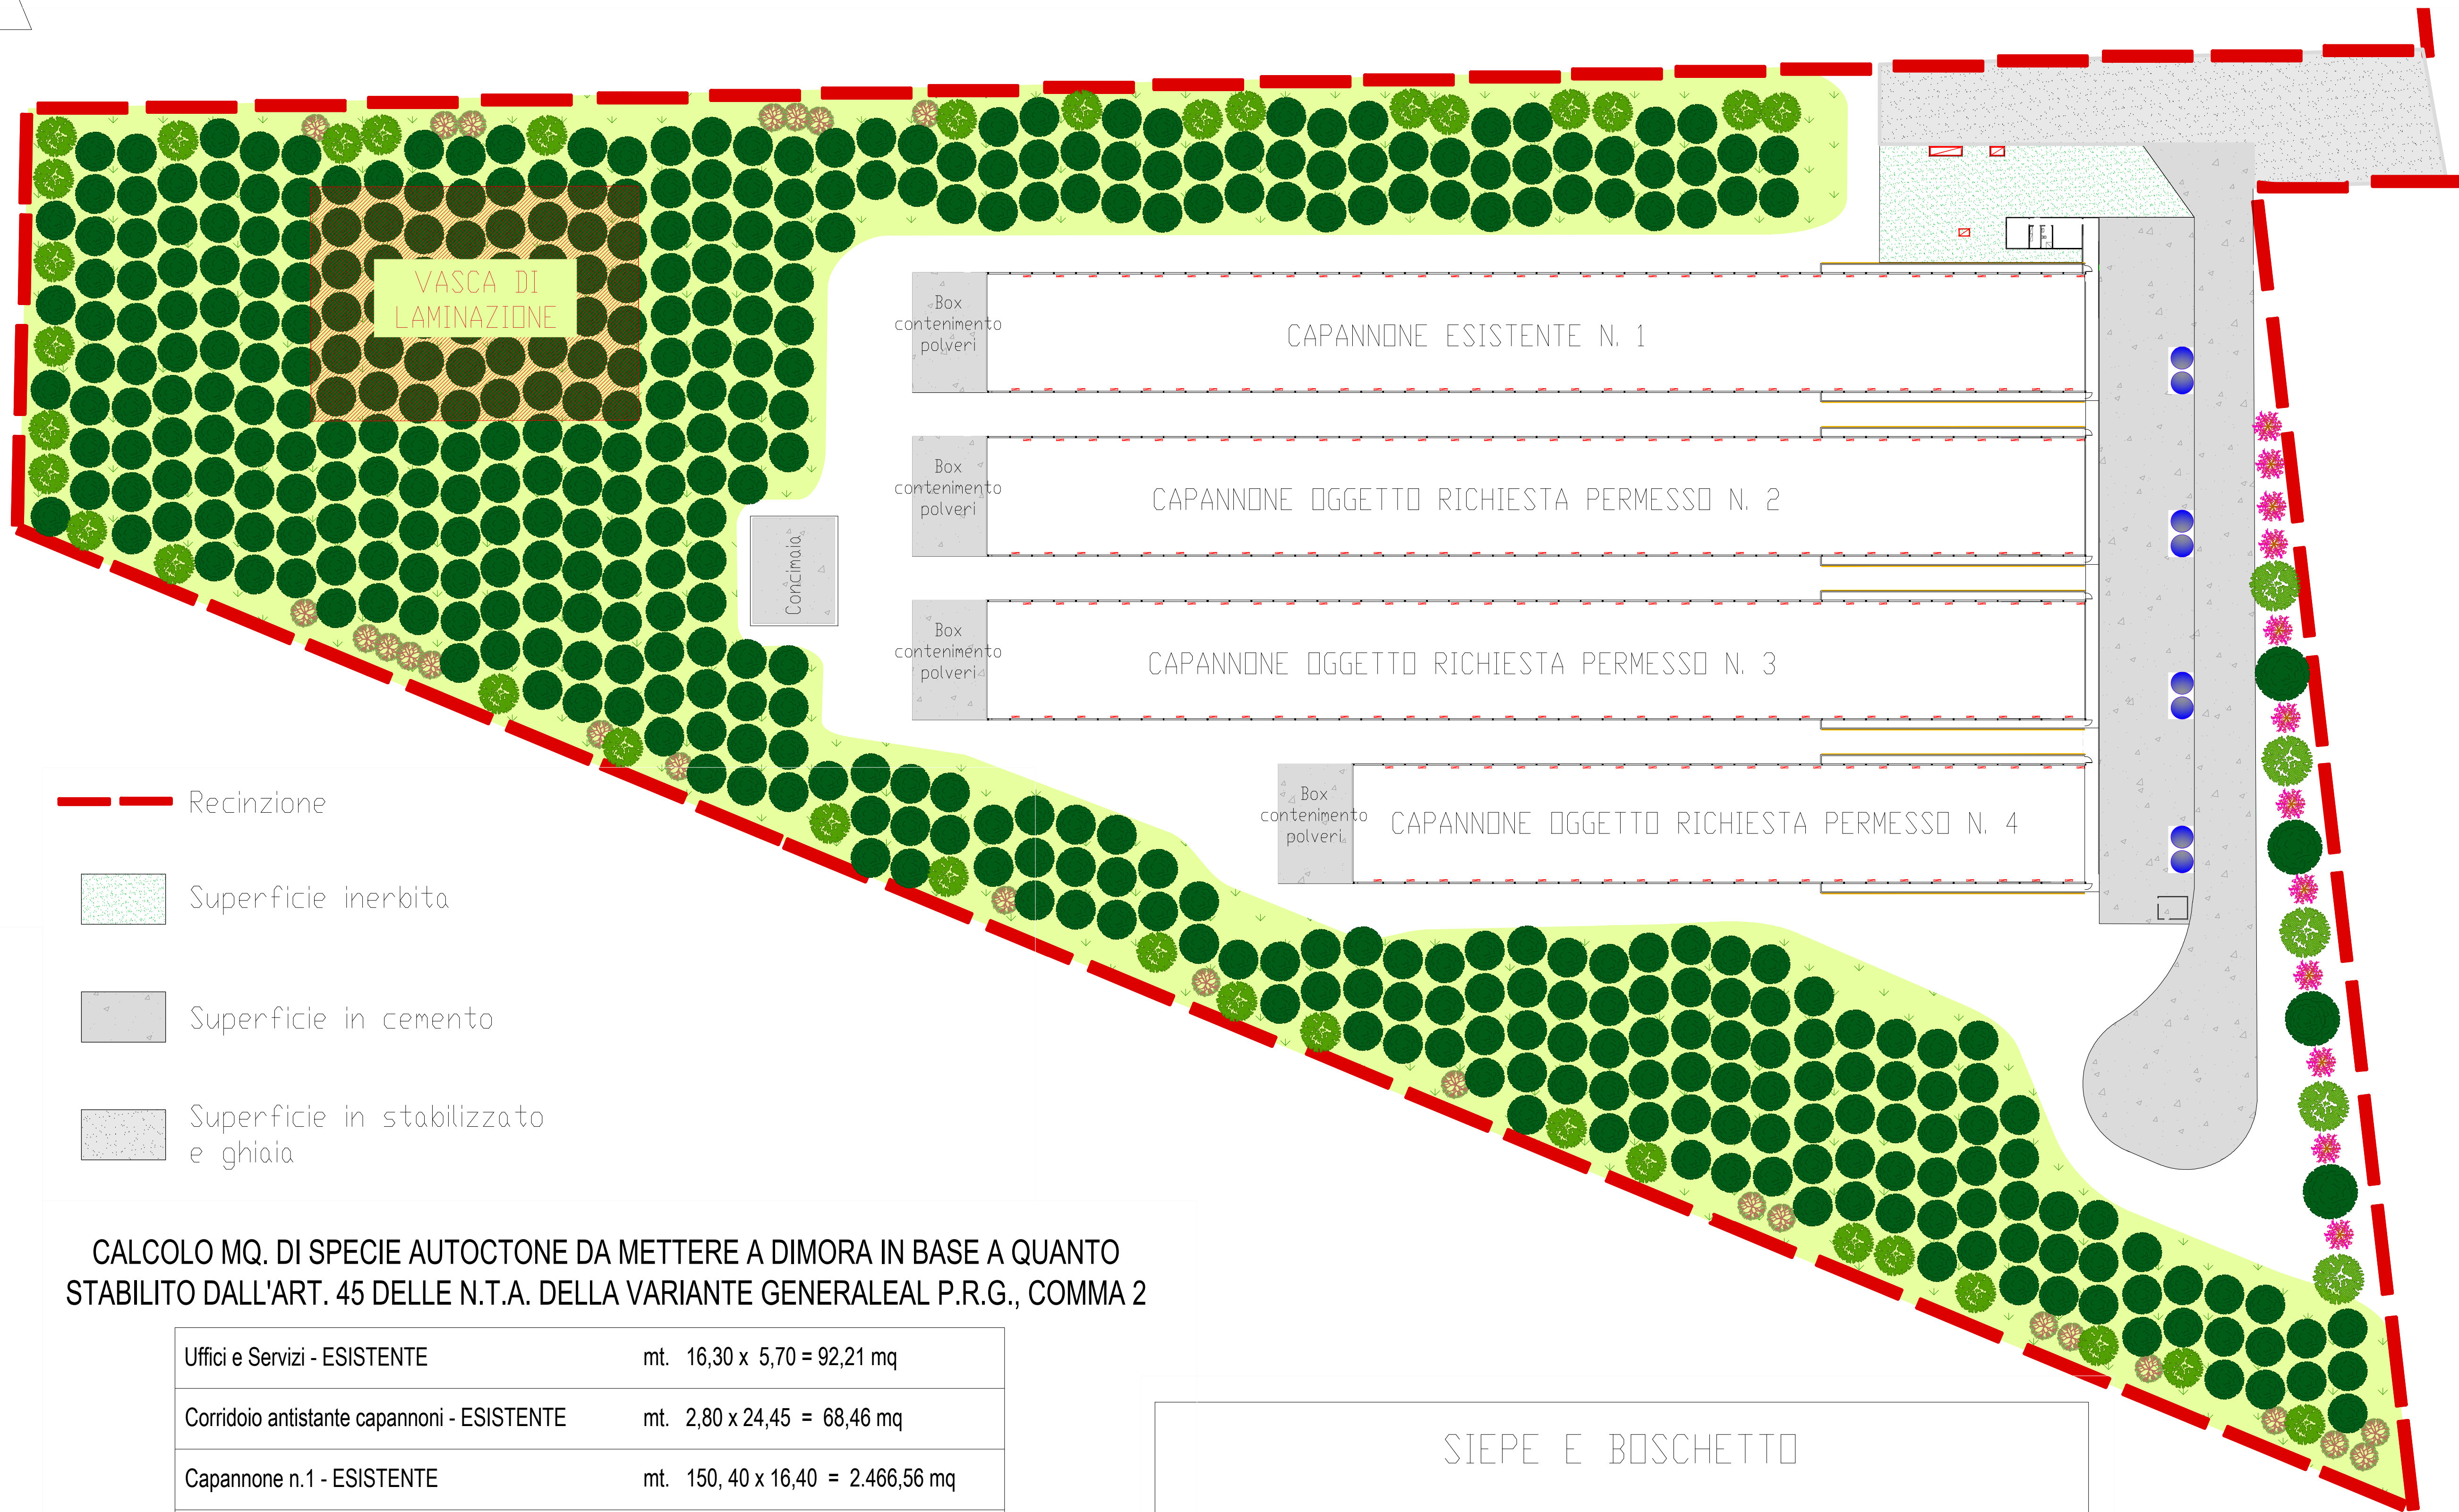 VASCA DI
LAMINAZIONE
Box
contenimento
polveri
CAPANNONE ESISTENTE N. 1
Box
contenimento
polveri
CAPANNONE OGGETTO RICHIESTA PERMESSO N. 2
Concimaia
Box
contenimento
polveri
CAPANNONE OGGETTO RICHIESTA PERMESSO N. 3
Box
contenimento
polveri
CAPANNONE OGGETTO RICHIESTA PERMESSO N. 4
Recinzione
Superficie inerbita
Superficie in cemento
Superficie in stabilizzato
e ghiaia
CALCOLO MQ. DI SPECIE AUTOCTONE DA METTERE A DIMORA IN BASE A QUANTO
STABILITO DALL'ART. 45 DELLE N.T.A. DELLA VARIANTE GENERALEAL P.R.G., COMMA 2
Uffici e Servizi - ESISTENTE mt. 16,30 x 5,70 = 92,21 mq
Corridoio antistante capannoni - ESISTENTE mt. 2,80 x 24,45 = 68,46 mq
Capannone n.1 - ESISTENTE mt. 150, 40 x 16,40 = 2.466,56 mq
SIEPE E BOSCHETTO